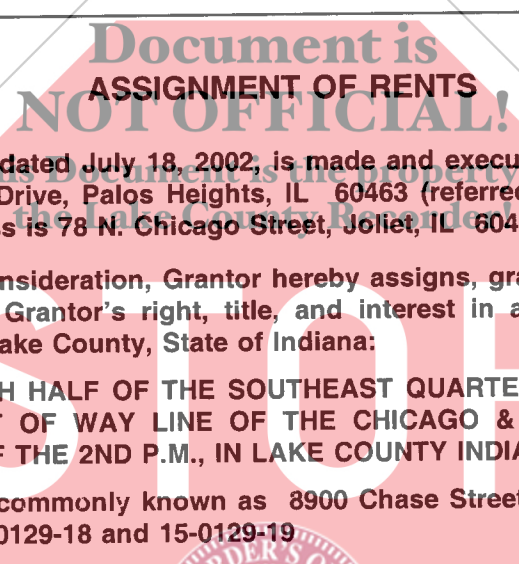 Document is
ASSIGNMENT OF RENTS
NOT OFFICIAL!
dated July 18, 2002, is made and execu
This Document is the property
Drive, Palos Heights, IL 60463 (referred
the Lake County Recorder!
ss is 78 N. Chicago Street, Joliet, IL 604
nsideration, Grantor hereby assigns, gra
Grantor's right, title, and interest in a
ake County, State of Indiana:
STOP
H HALF OF THE SOUTHEAST QUARTE
T OF WAY LINE OF THE CHICAGO &
F THE 2ND P.M., IN LAKE COUNTY INDIA
commonly known as 8900 Chase Street
0129-18 and 15-0129-19
RDER'S O